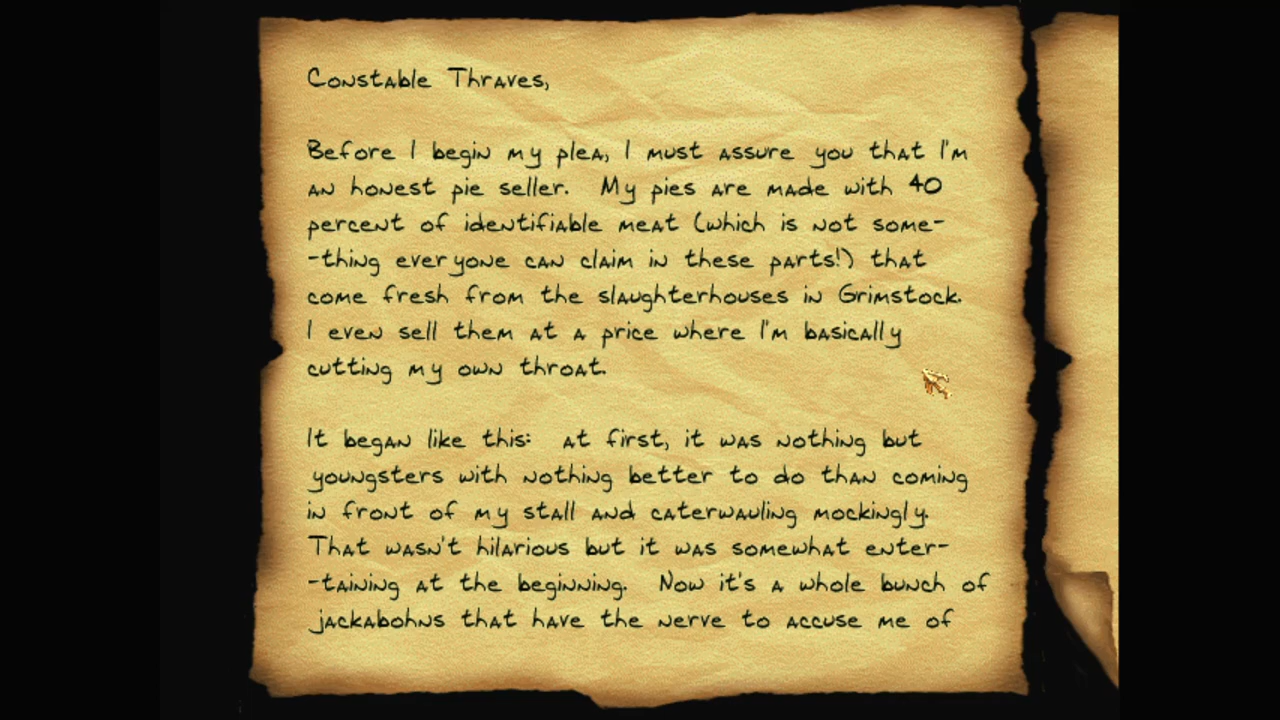 Constable Thraves,
Before I begin my plea, I must assure you that I'm
an honest pie seller. My pies are made with 40
percent of identifiable meat (which is not some-
-thing everyone can claim in these parts!) that
come fresh from the slaughterhouses in Grimstock.
I even sell them at a price where I'm basically
cutting my own throat.
It began like this: at first, it was nothing but
youngsters with nothing better to do than coming
in front of my stall and caterwauling mockingly.
That wasn't hilarious but it was somewhat enter-
-taining at the beginning. Now it's a whole bunch of
jackabohns that have the nerve to accuse me of